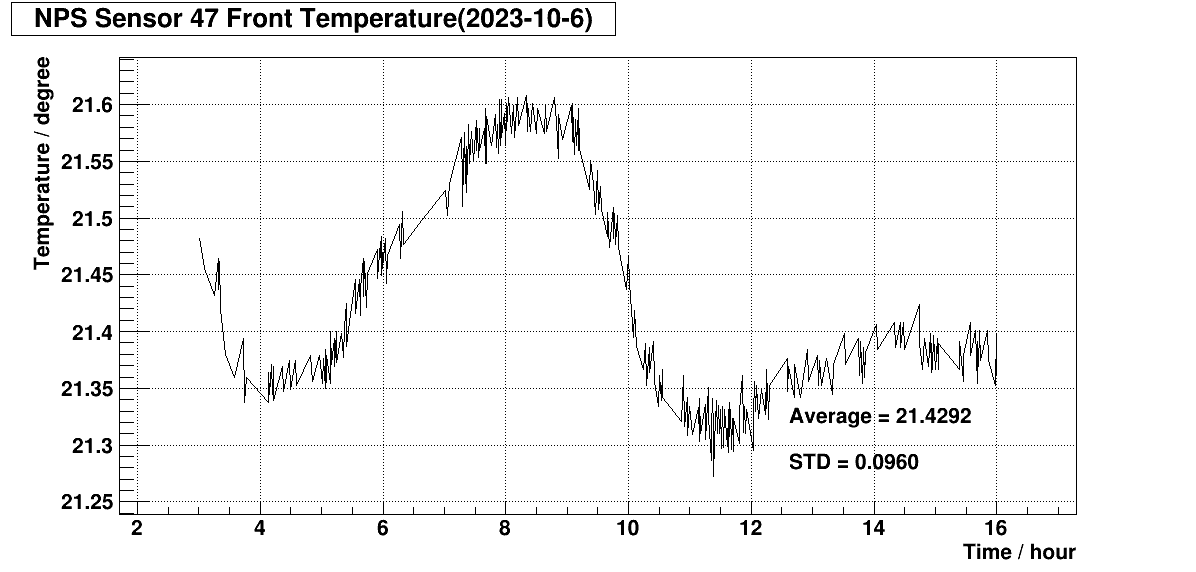 NPS Sensor 47 Front Temperature(2023-10-6)
Temperature / degree
21.6
21.55
21.5
21.45
21.4
21.35
21.3
21.25
Average = 21.4292
STD = 0.0960
2 4 6 8 10 12 14 16
Time / hour